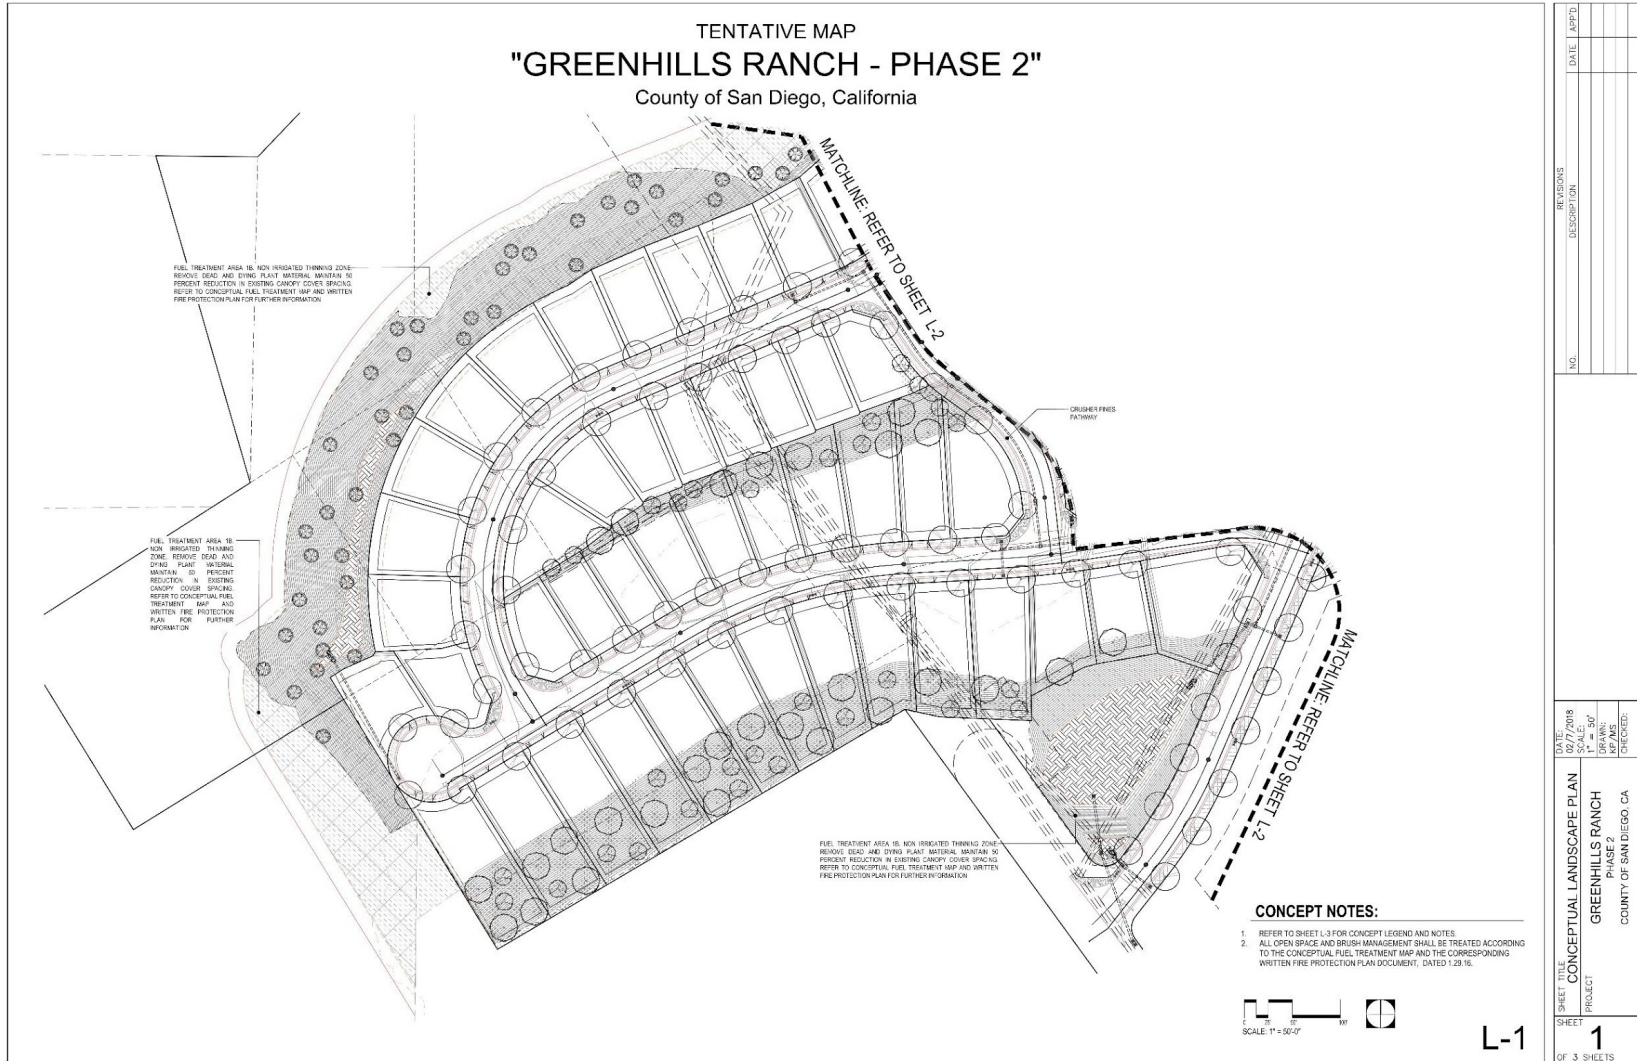 TENTATIVE MAP
"GREENHILLS RANCH - PHASE 2"
County of San Diego, California
MATCHLINE: REFER TO SHEET L-2
FUEL TREATMENT AREA 1B. NON IRRIGATED THINNING ZONE.
REMOVE DEAD AND DYING PLANT MATERIAL MAINTAIN 50
PERCENT REDUCTION IN EXISTING CANOPY COVER SPACING.
REFER TO CONCEPTUAL FUEL TREATMENT MAP AND WRITTEN
FIRE PROTECTION PLAN FOR FURTHER INFORMATION
CRUSHER FINES
PATHWAY
FUEL TREATMENT AREA 1B.
NON IRRIGATED THINNING
ZONE. REMOVE DEAD AND
DYING PLANT MATERIAL
MAINTAIN 50 PERCENT
REDUCTION IN EXISTING
CANOPY COVER SPACING.
REFER TO CONCEPTUAL FUEL
TREATMENT MAP AND
WRITTEN FIRE PROTECTION
PLAN FOR FURTHER
INFORMATION
MATCHLINE: REFER TO SHEET L-2
FUEL TREATMENT AREA 1B. NON IRRIGATED THINNING ZONE.
REMOVE DEAD AND DYING PLANT MATERIAL MAINTAIN 50
PERCENT REDUCTION IN EXISTING CANOPY COVER SPACING.
REFER TO CONCEPTUAL FUEL TREATMENT MAP AND WRITTEN
FIRE PROTECTION PLAN FOR FURTHER INFORMATION
CONCEPT NOTES:
1. REFER TO SHEET L-3 FOR CONCEPT LEGEND AND NOTES.
2. ALL OPEN SPACE AND BRUSH MANAGEMENT SHALL BE TREATED ACCORDING
TO THE CONCEPTUAL FUEL TREATMENT MAP AND THE CORRESPONDING
WRITTEN FIRE PROTECTION PLAN DOCUMENT, DATED 1.29.16.
0 25' 50' 100'
SCALE: 1" = 50'-0"
L-1
REVISIONS
NO. DESCRIPTION DATE APP'D
DATE:
02/7/2018
SCALE:
1" = 50'
DRAWN:
KP/MS
CHECKED:
SHEET TITLE
CONCEPTUAL LANDSCAPE PLAN
PROJECT
GREENHILLS RANCH
PHASE 2
COUNTY OF SAN DIEGO, CA
SHEET
1
OF 3 SHEETS